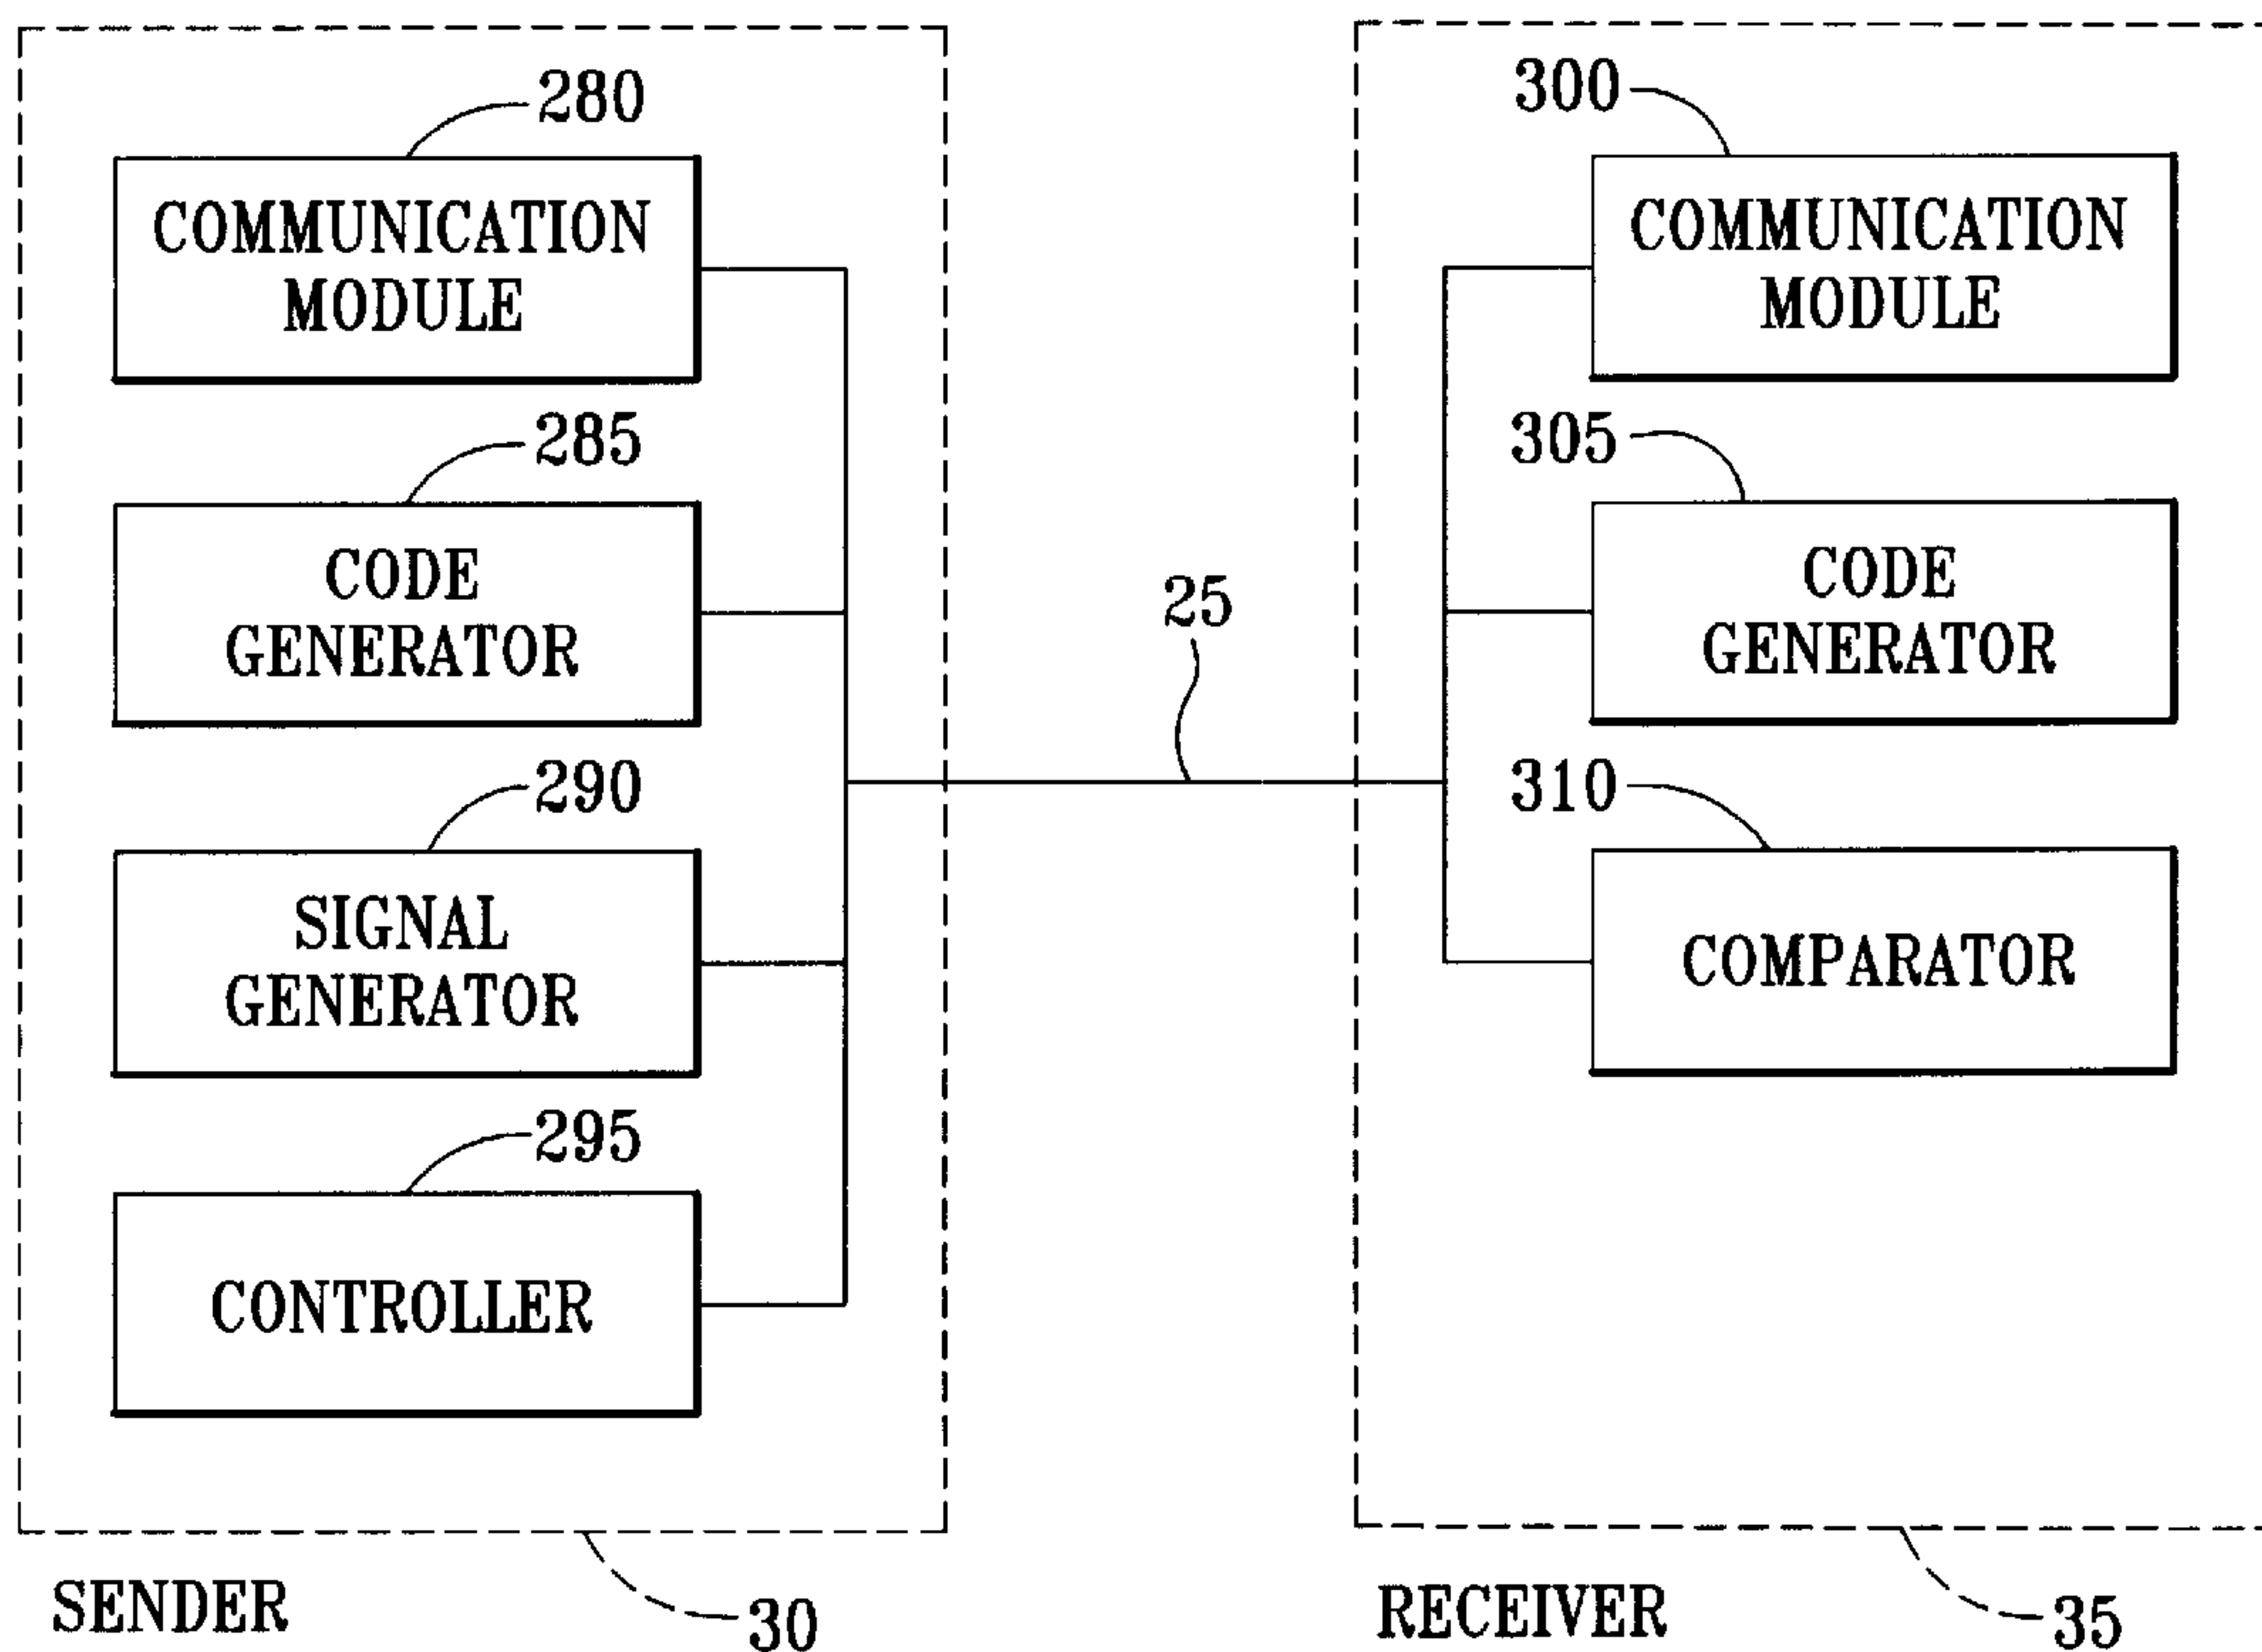 280
COMMUNICATION
MODULE
285
CODE
GENERATOR
290
SIGNAL
GENERATOR
295
CONTROLLER
SENDER
30
25
300
COMMUNICATION
MODULE
305
CODE
GENERATOR
310
COMPARATOR
RECEIVER
35